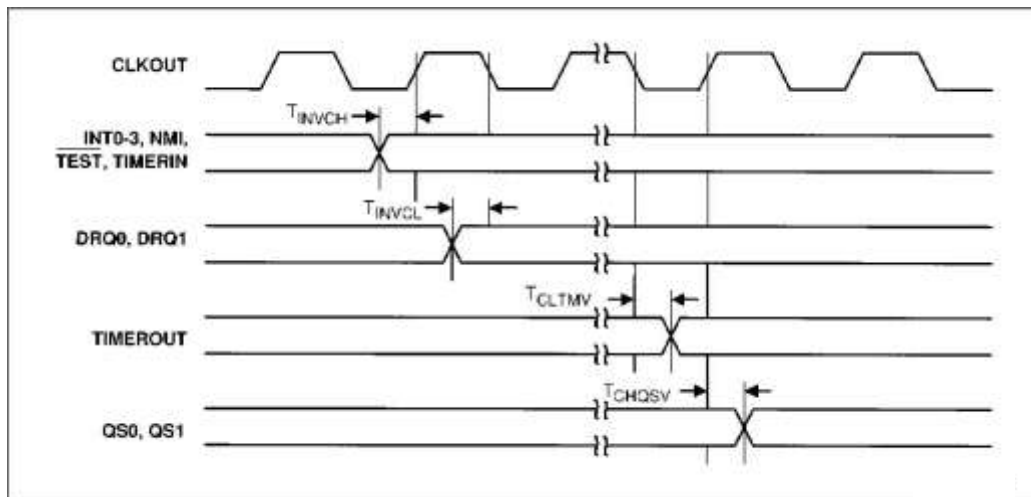 CLKOUT
TINVCH
INT0-3, NMI,
TEST, TIMERIN
TINVCL
DRQ0, DRQ1
TCLTMV
TIMEROUT
TCHQSV
QS0, QS1